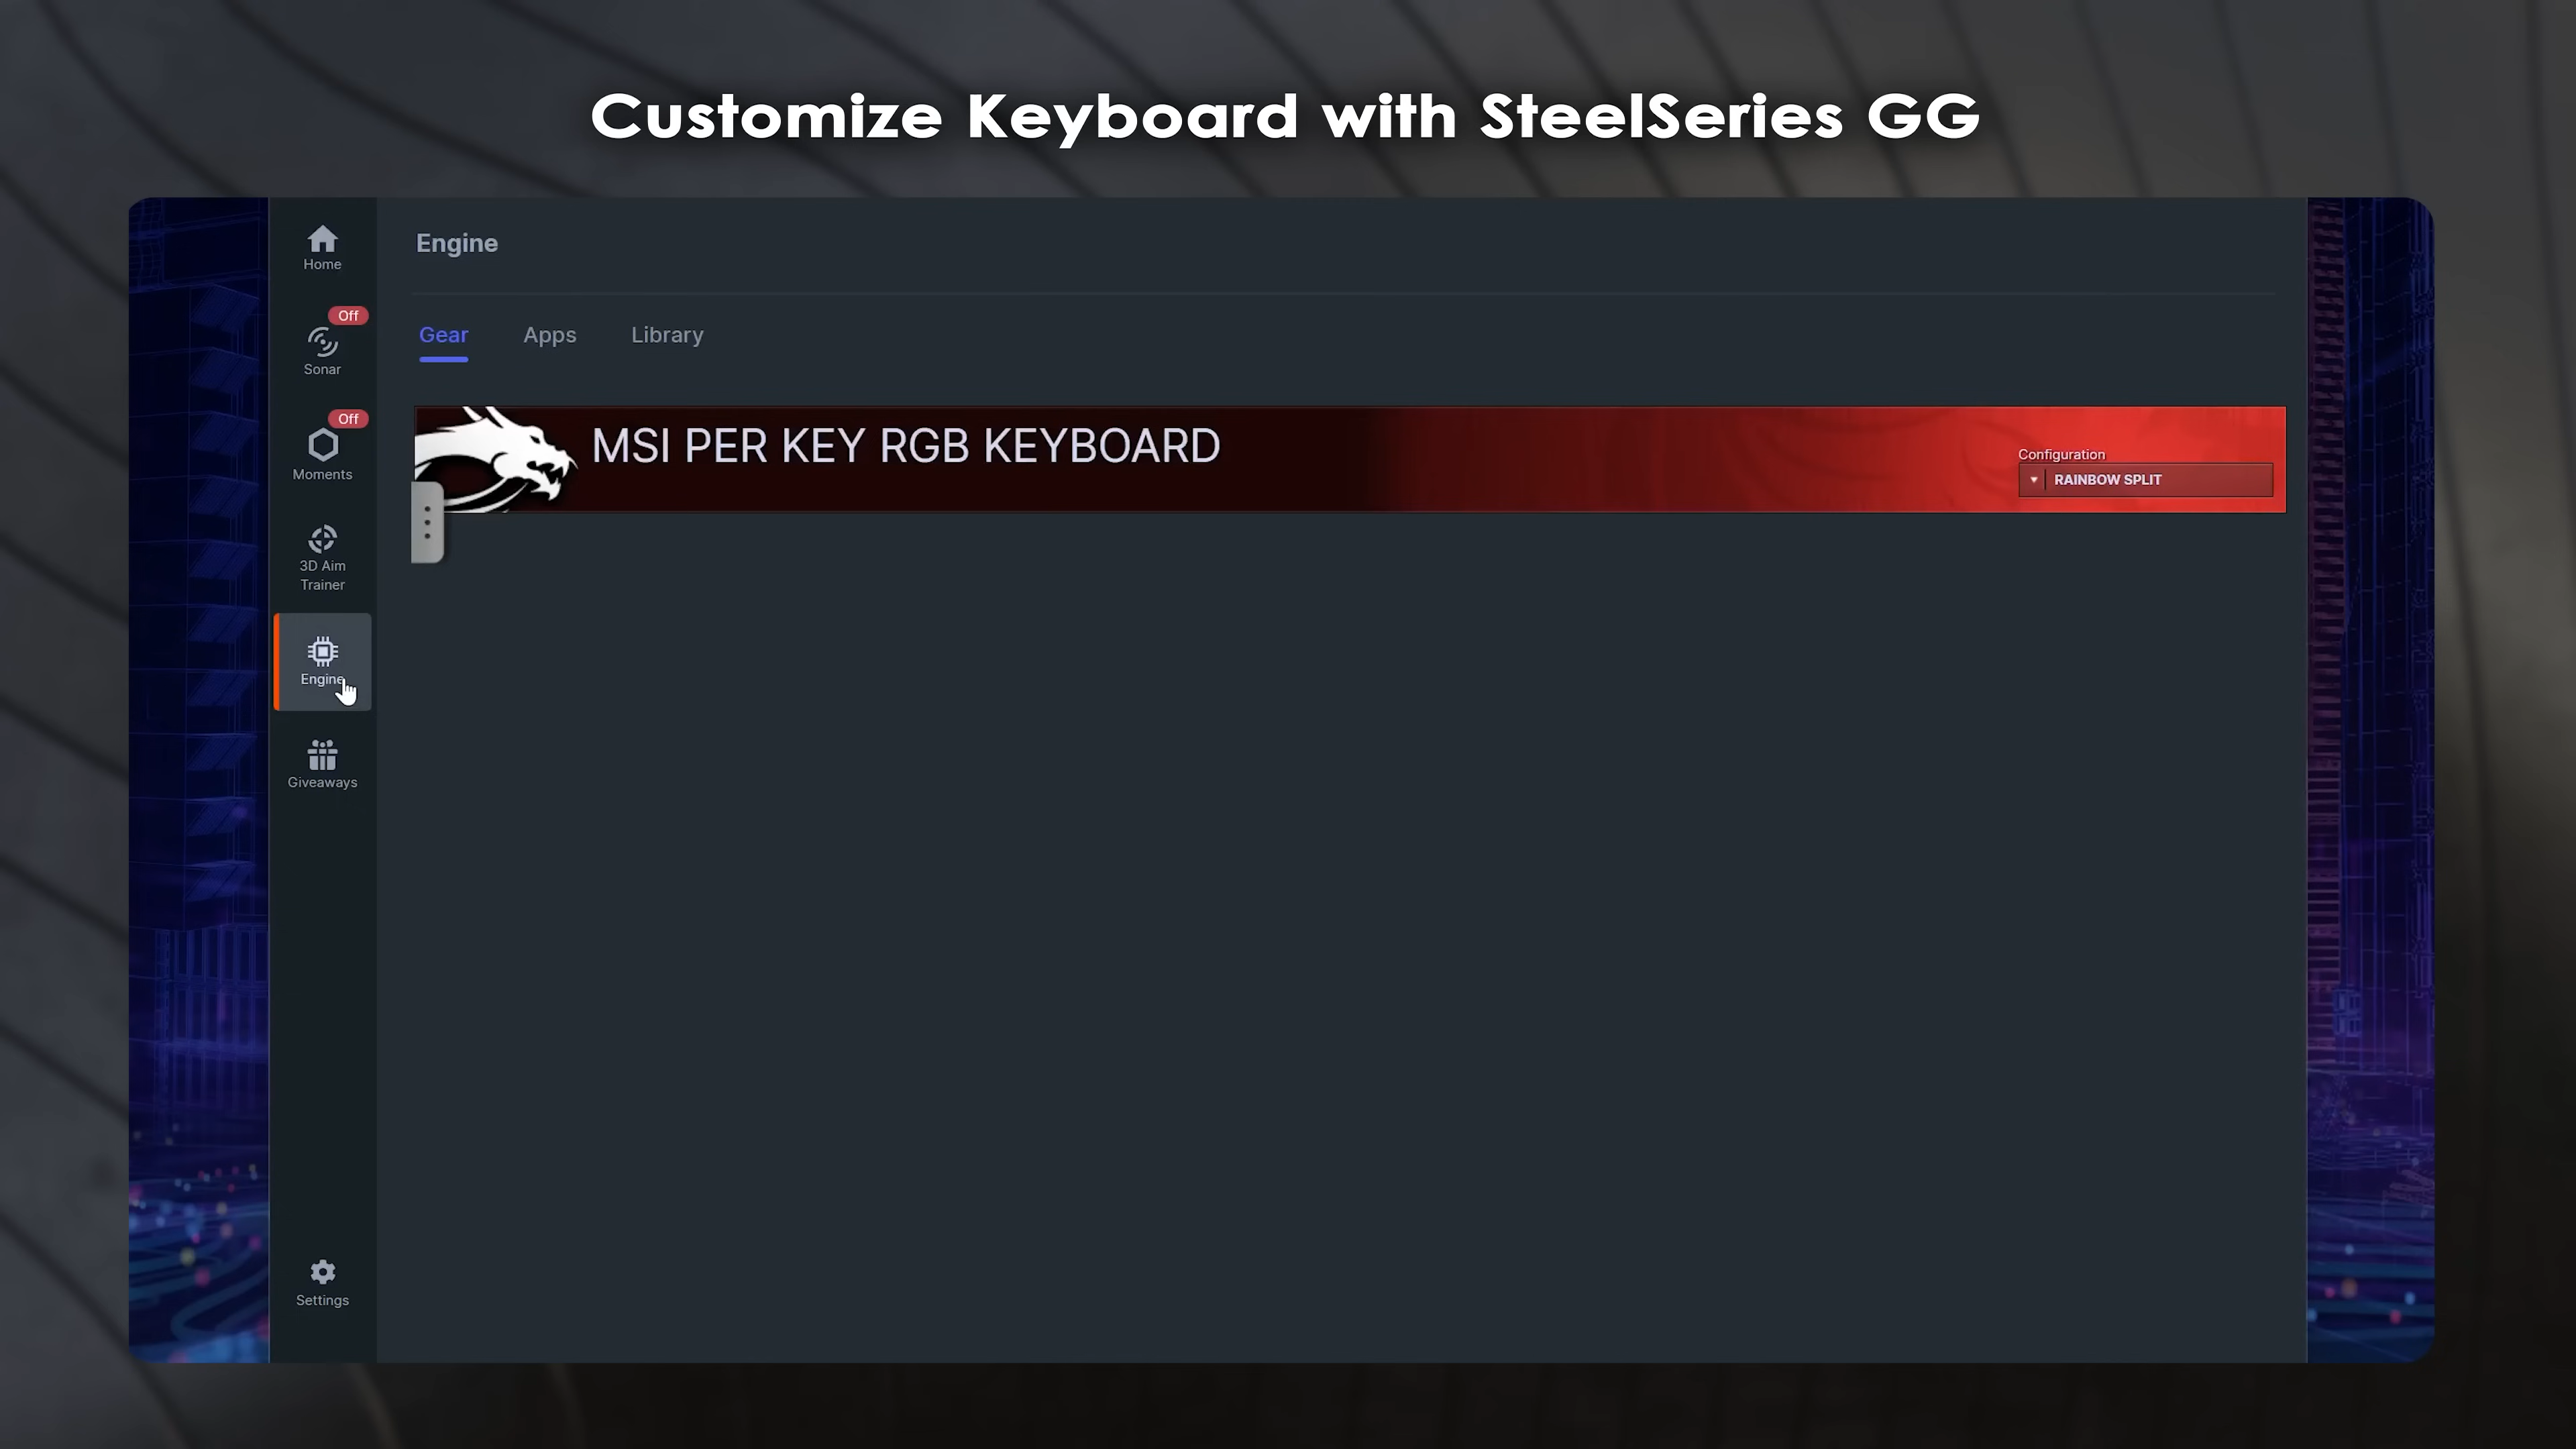 Customize Keyboard with SteelSeries GG
Home
Off
Sonar
Off
Moments
3D Aim
Trainer
Engine
Giveaways
Settings
Engine
Gear Apps Library
MSI PER KEY RGB KEYBOARD
Configuration
RAINBOW SPLIT